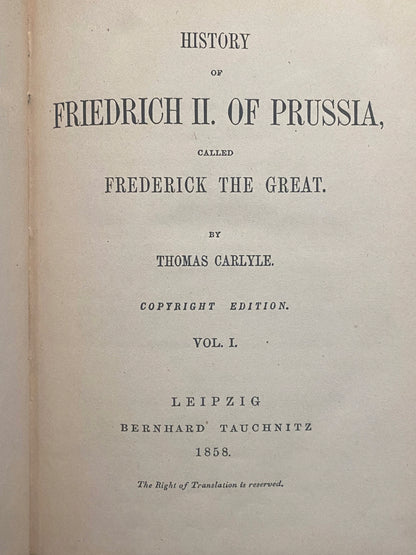 HISTORY
OF
FRIEDRICH II. OF PRUSSIA,
CALLED
FREDERICK THE GREAT.
BY
THOMAS CARLYLE.
COPYRIGHT EDITION.
VOL. I.
LEIPZIG
BERNHARD TAUCHNITZ
1858.
The Right of Translation is reserved.